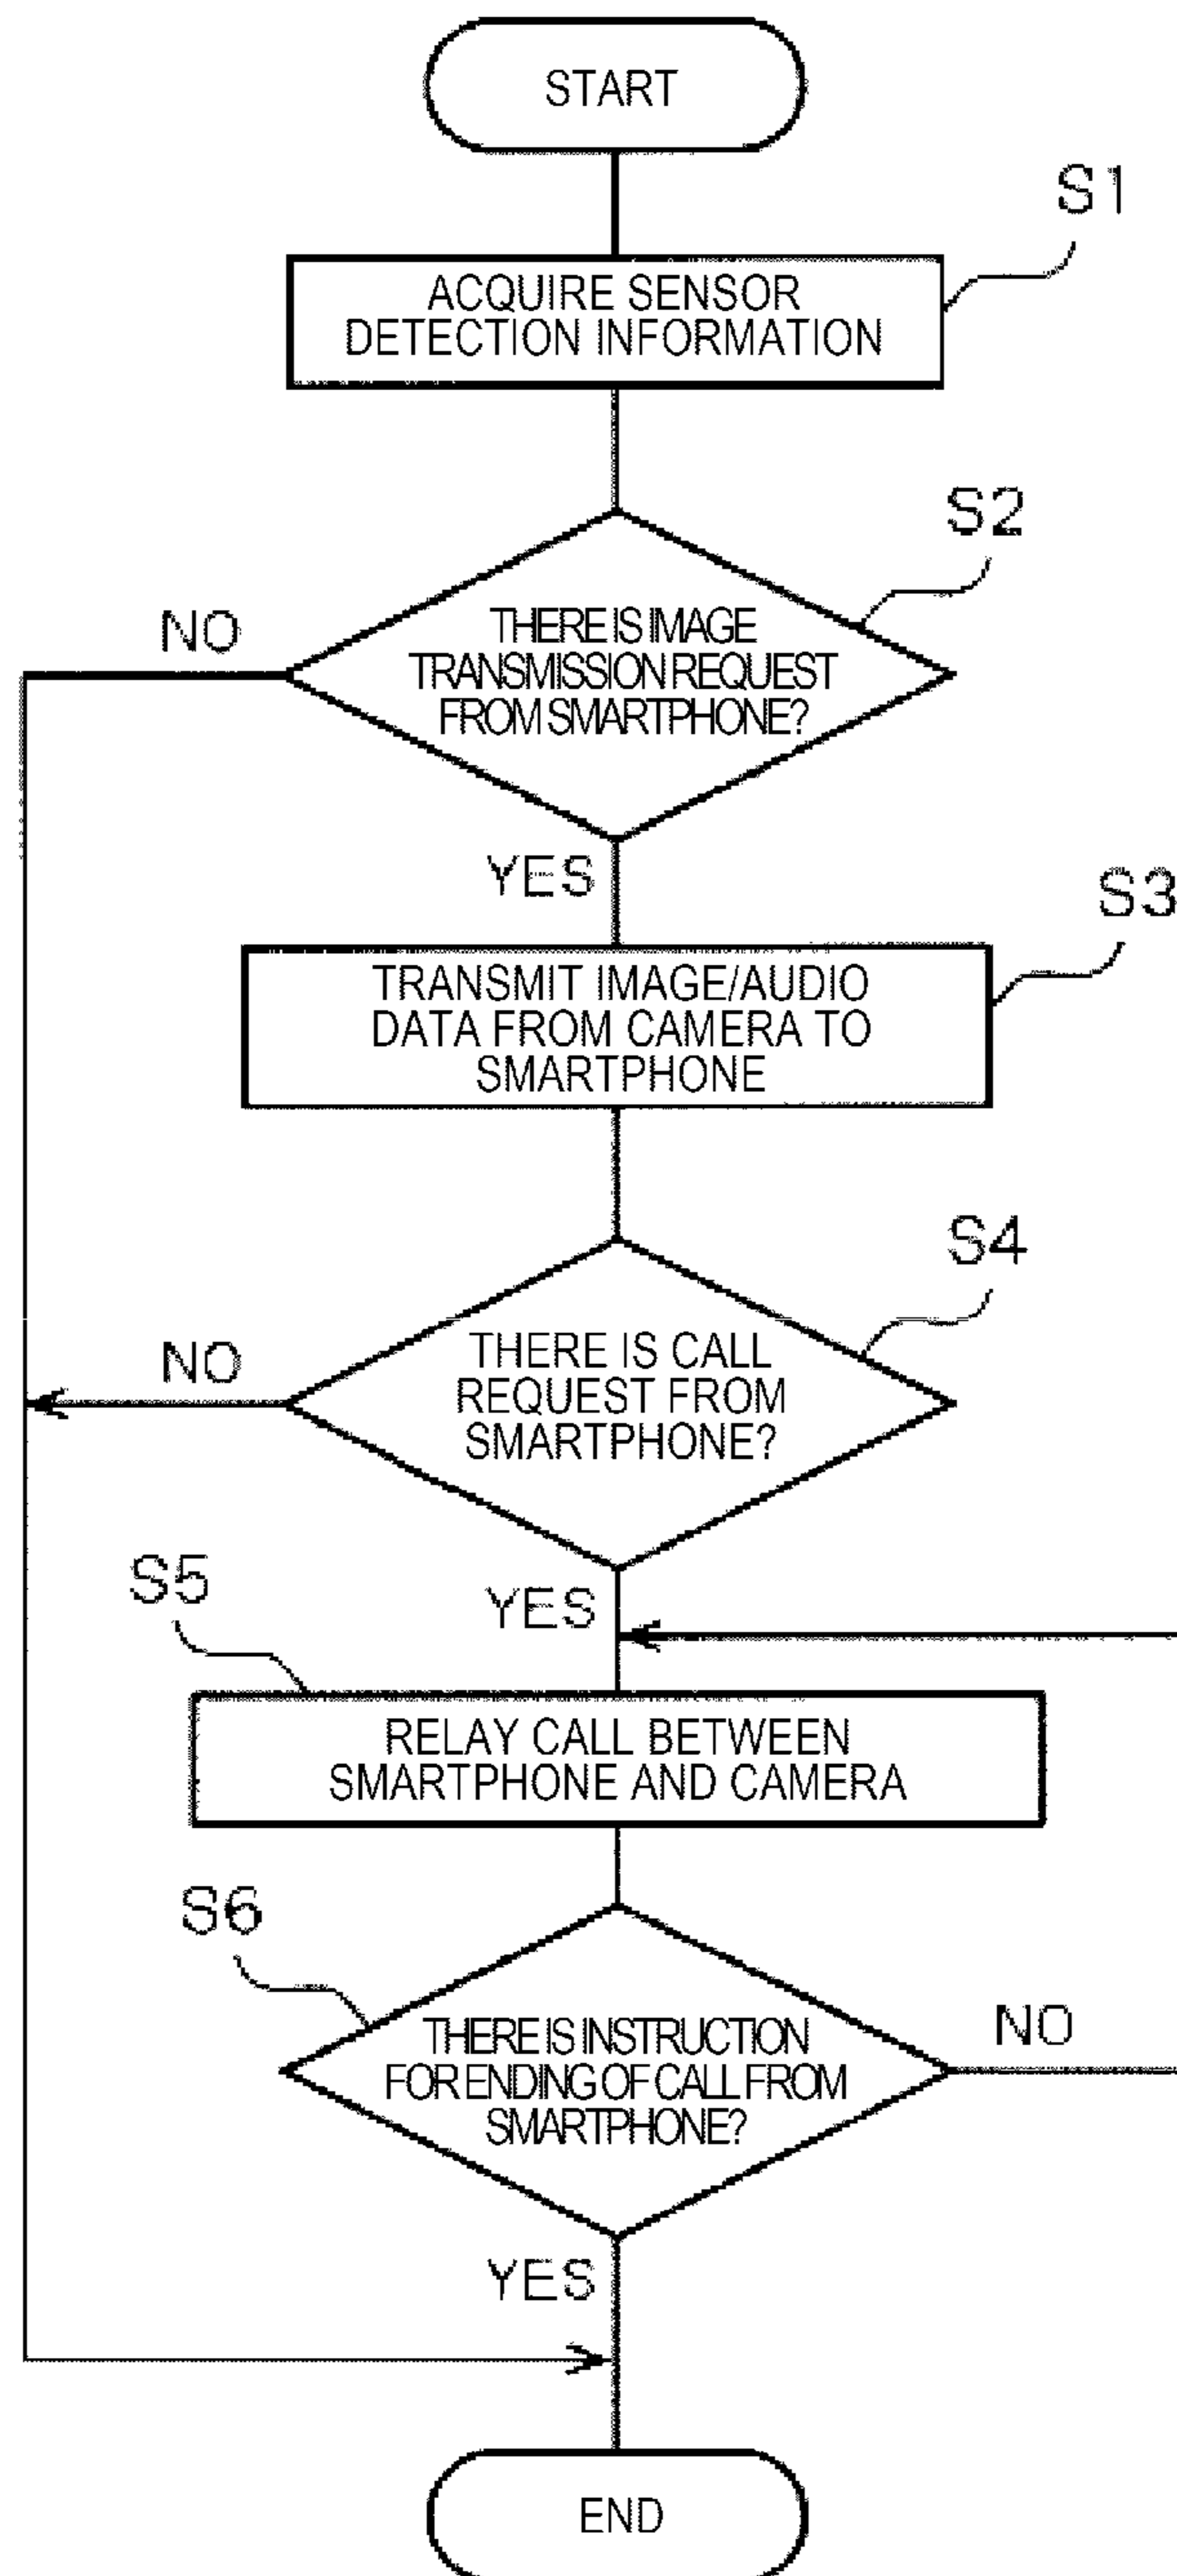 START
S1
ACQUIRE SENSOR
DETECTION INFORMATION
S2
NO
THERE IS IMAGE
TRANSMISSION REQUEST
FROM SMARTPHONE?
YES
S3
TRANSMIT IMAGE/AUDIO
DATA FROM CAMERA TO
SMARTPHONE
S4
NO
THERE IS CALL
REQUEST FROM
SMARTPHONE?
YES
S5
RELAY CALL BETWEEN
SMARTPHONE AND CAMERA
S6
THERE IS INSTRUCTION
FOR ENDING OF CALL FROM
SMARTPHONE?
NO
YES
END